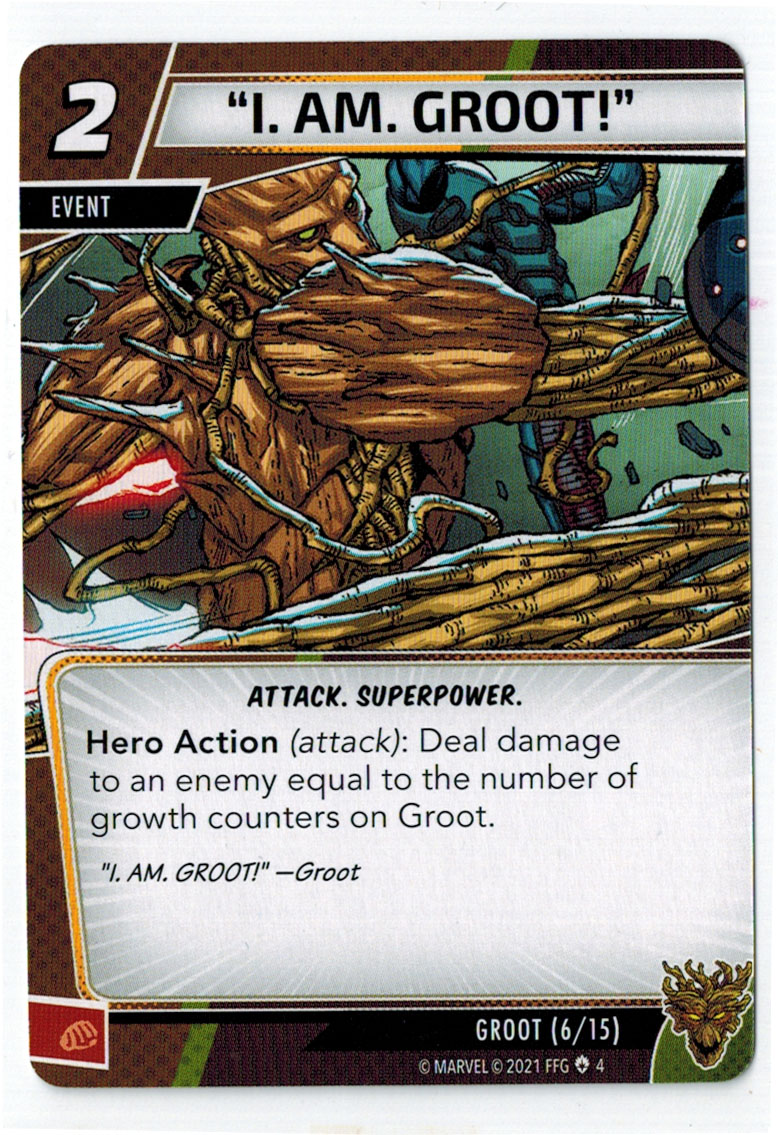 2
“I. AM. GROOT!”
EVENT
ATTACK. SUPERPOWER.
Hero Action (attack): Deal damage
to an enemy equal to the number of
growth counters on Groot.
"I. AM. GROOT!" —Groot
GROOT (6/15)
© MARVEL © 2021 FFG 4